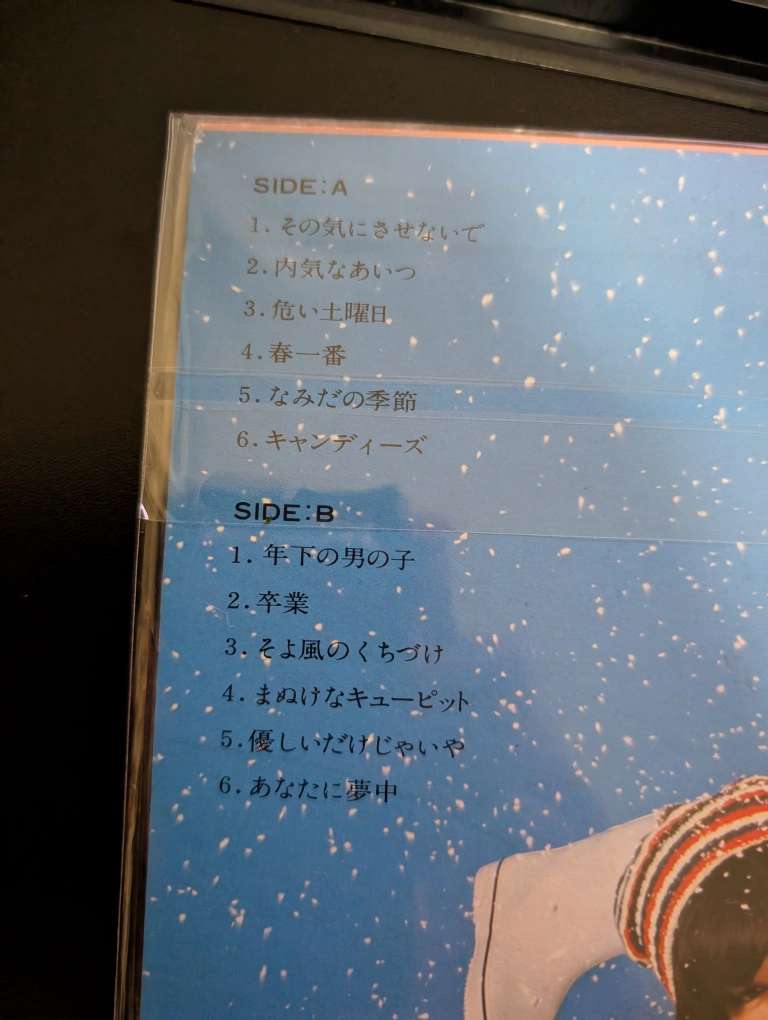 SIDE:A
1.その気にさせないで
2.内気なあいつ
3.危い土曜日
4.春一番
5.なみだの季節
6.キャンディーズ
SIDE:B
1.年下の男の子
2.卒業
3.そよ風のくちづけ
4.まぬけなキューピット
5.優しいだけじゃいや
6.あなたに夢中